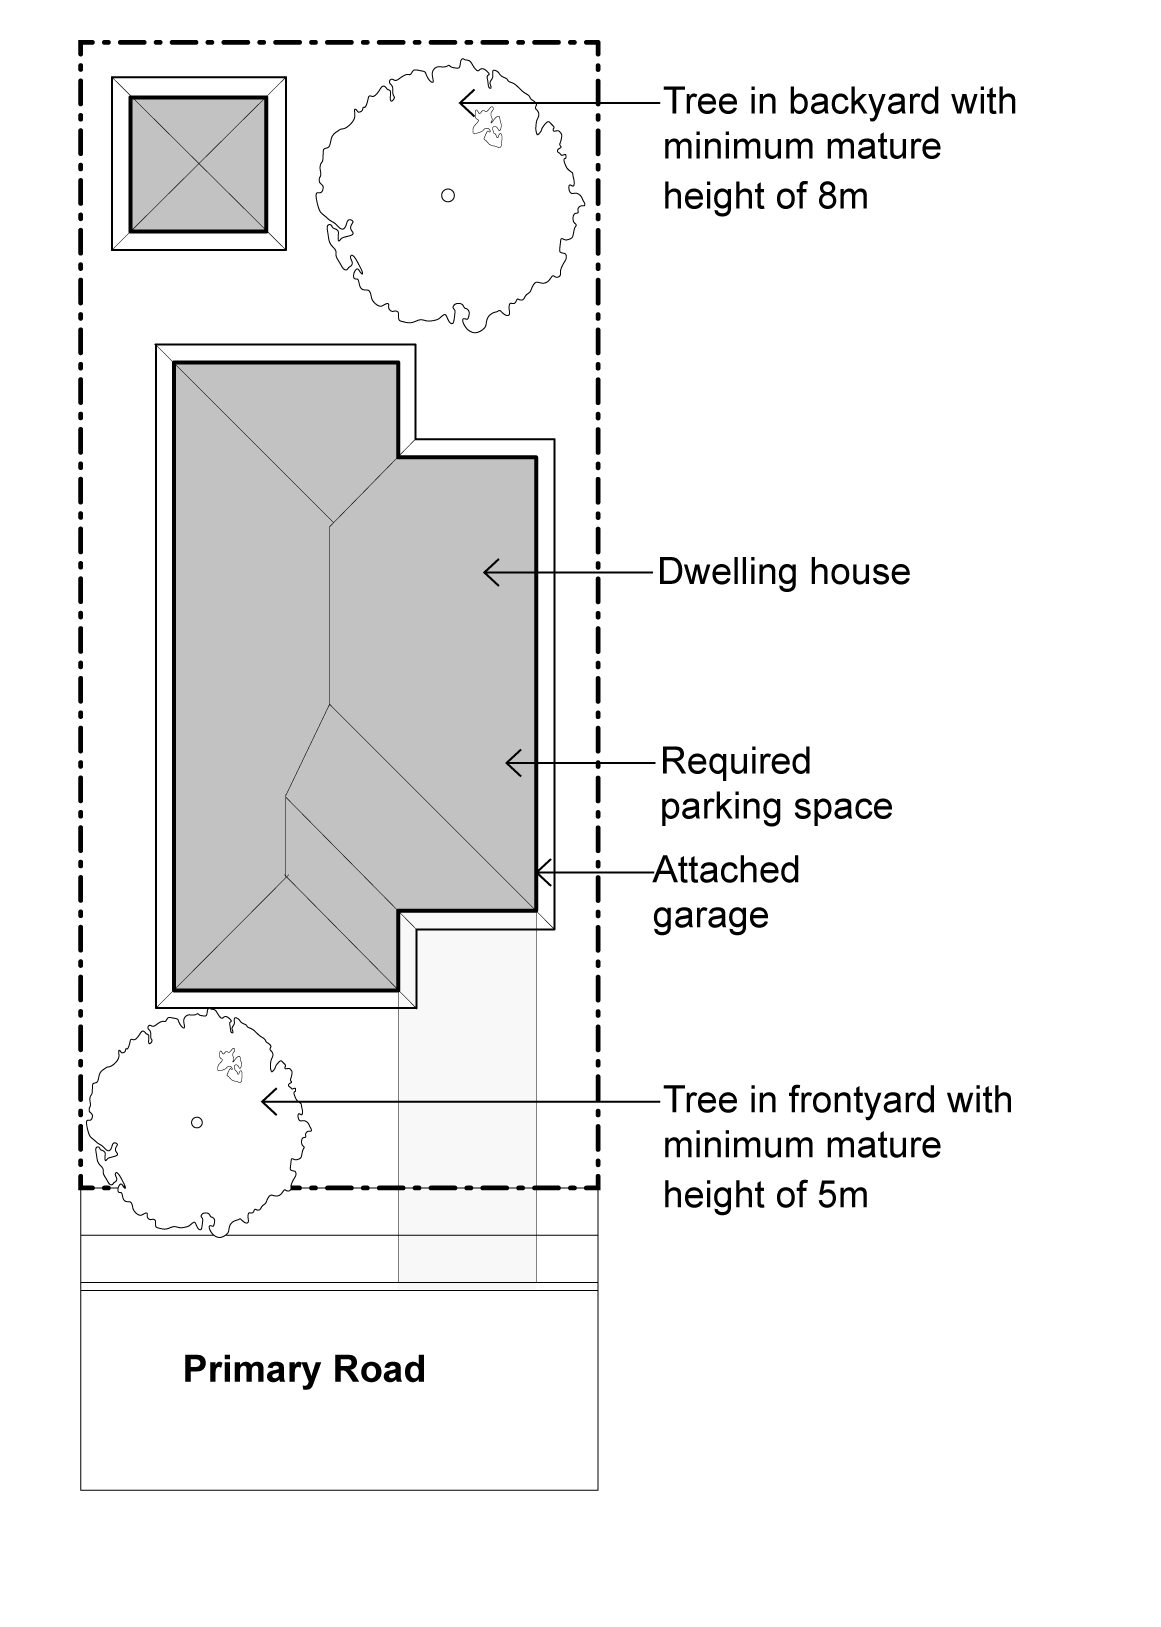 Tree in backyard with
minimum mature
height of 8m
Dwelling house
Required
parking space
Attached
garage
Tree in frontyard with
minimum mature
height of 5m
Primary Road